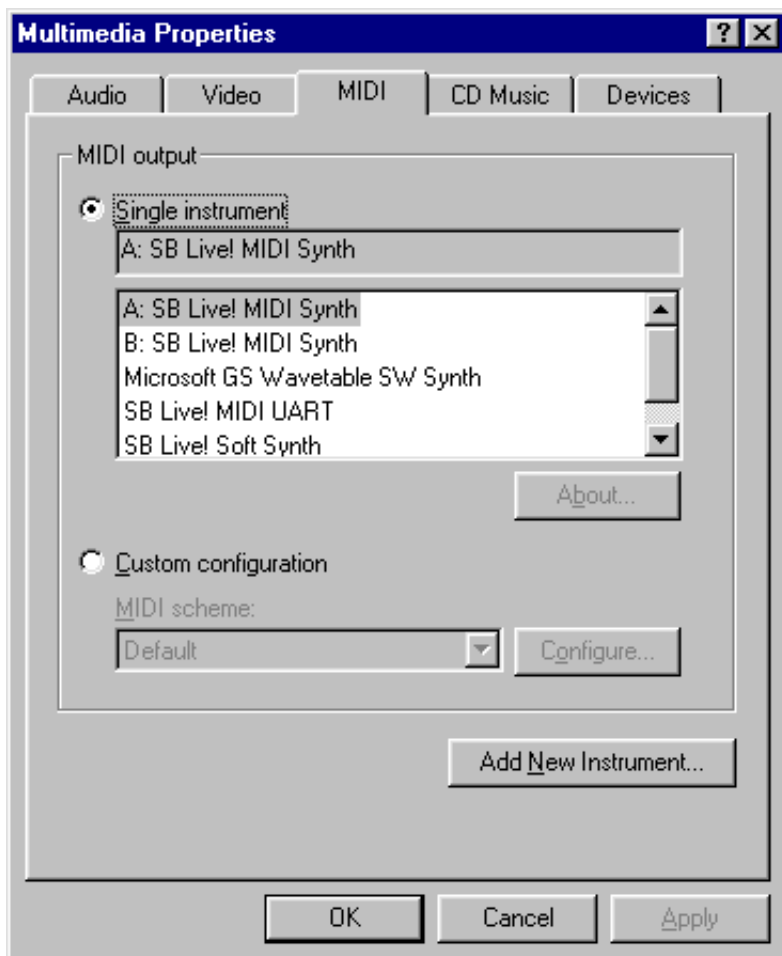 Multimedia Properties
Audio Video MIDI CD Music Devices
MIDI output
Single instrument
A: SB Live! MIDI Synth
A: SB Live! MIDI Synth
B: SB Live! MIDI Synth
Microsoft GS Wavetable SW Synth
SB Live! MIDI UART
SB Live! Soft Synth
About...
Custom configuration
MIDI scheme:
Default Configure...
Add New Instrument...
OK Cancel Apply